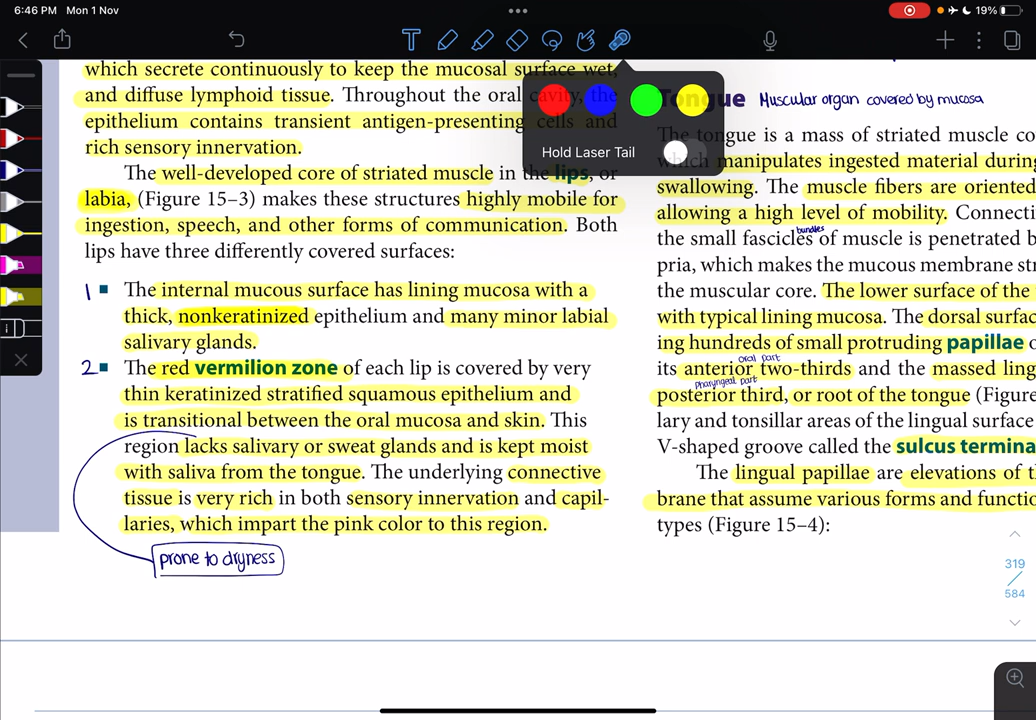 6:46 PM Mon 1 Nov
19%
which secrete continuously to keep the mucosal surface wet,
and diffuse lymphoid tissue. Throughout the oral cavity, the
epithelium contains transient antigen-presenting cells and
rich sensory innervation.
The well-developed core of striated muscle in the lips, or
labia, (Figure 15–3) makes these structures highly mobile for
ingestion, speech, and other forms of communication. Both
lips have three differently covered surfaces:
1 ■ The internal mucous surface has lining mucosa with a
thick, nonkeratinized epithelium and many minor labial
salivary glands.
2 ■ The red vermilion zone of each lip is covered by very
thin keratinized stratified squamous epithelium and
is transitional between the oral mucosa and skin. This
region lacks salivary or sweat glands and is kept moist
with saliva from the tongue. The underlying connective
tissue is very rich in both sensory innervation and capil-
laries, which impart the pink color to this region.
prone to dryness
Hold Laser Tail
Tongue Muscular organ covered by mucosa
The tongue is a mass of striated muscle co
which manipulates ingested material during
swallowing. The muscle fibers are oriented
allowing a high level of mobility. Connecti
bundles
the small fascicles of muscle is penetrated b
pria, which makes the mucous membrane str
the muscular core. The lower surface of the
with typical lining mucosa. The dorsal surfac
ing hundreds of small protruding papillae o
oral part
its anterior two-thirds and the massed ling
pharyngeal part
posterior third, or root of the tongue (Figure
lary and tonsillar areas of the lingual surface
V-shaped groove called the sulcus termina
The lingual papillae are elevations of th
brane that assume various forms and functio
types (Figure 15–4):
319
584